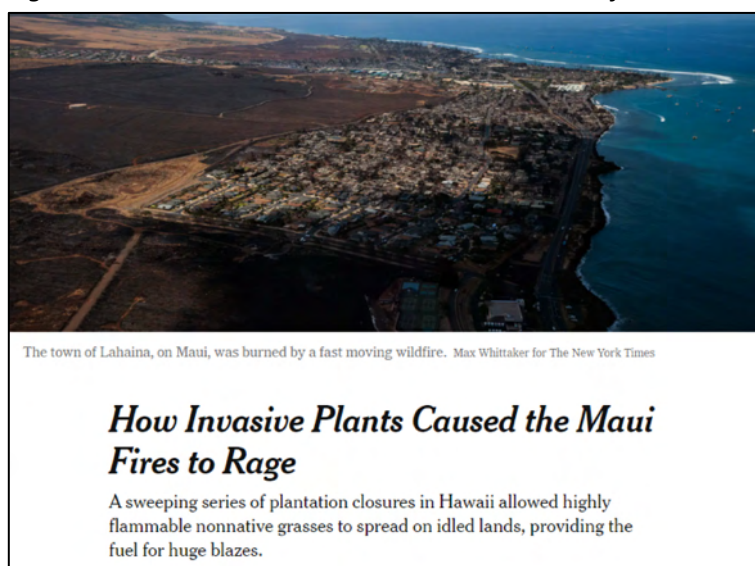 The town of Lahaina, on Maui, was burned by a fast moving wildfire. Max Whittaker for The New York Times
How Invasive Plants Caused the Maui
Fires to Rage
A sweeping series of plantation closures in Hawaii allowed highly
flammable nonnative grasses to spread on idled lands, providing the
fuel for huge blazes.